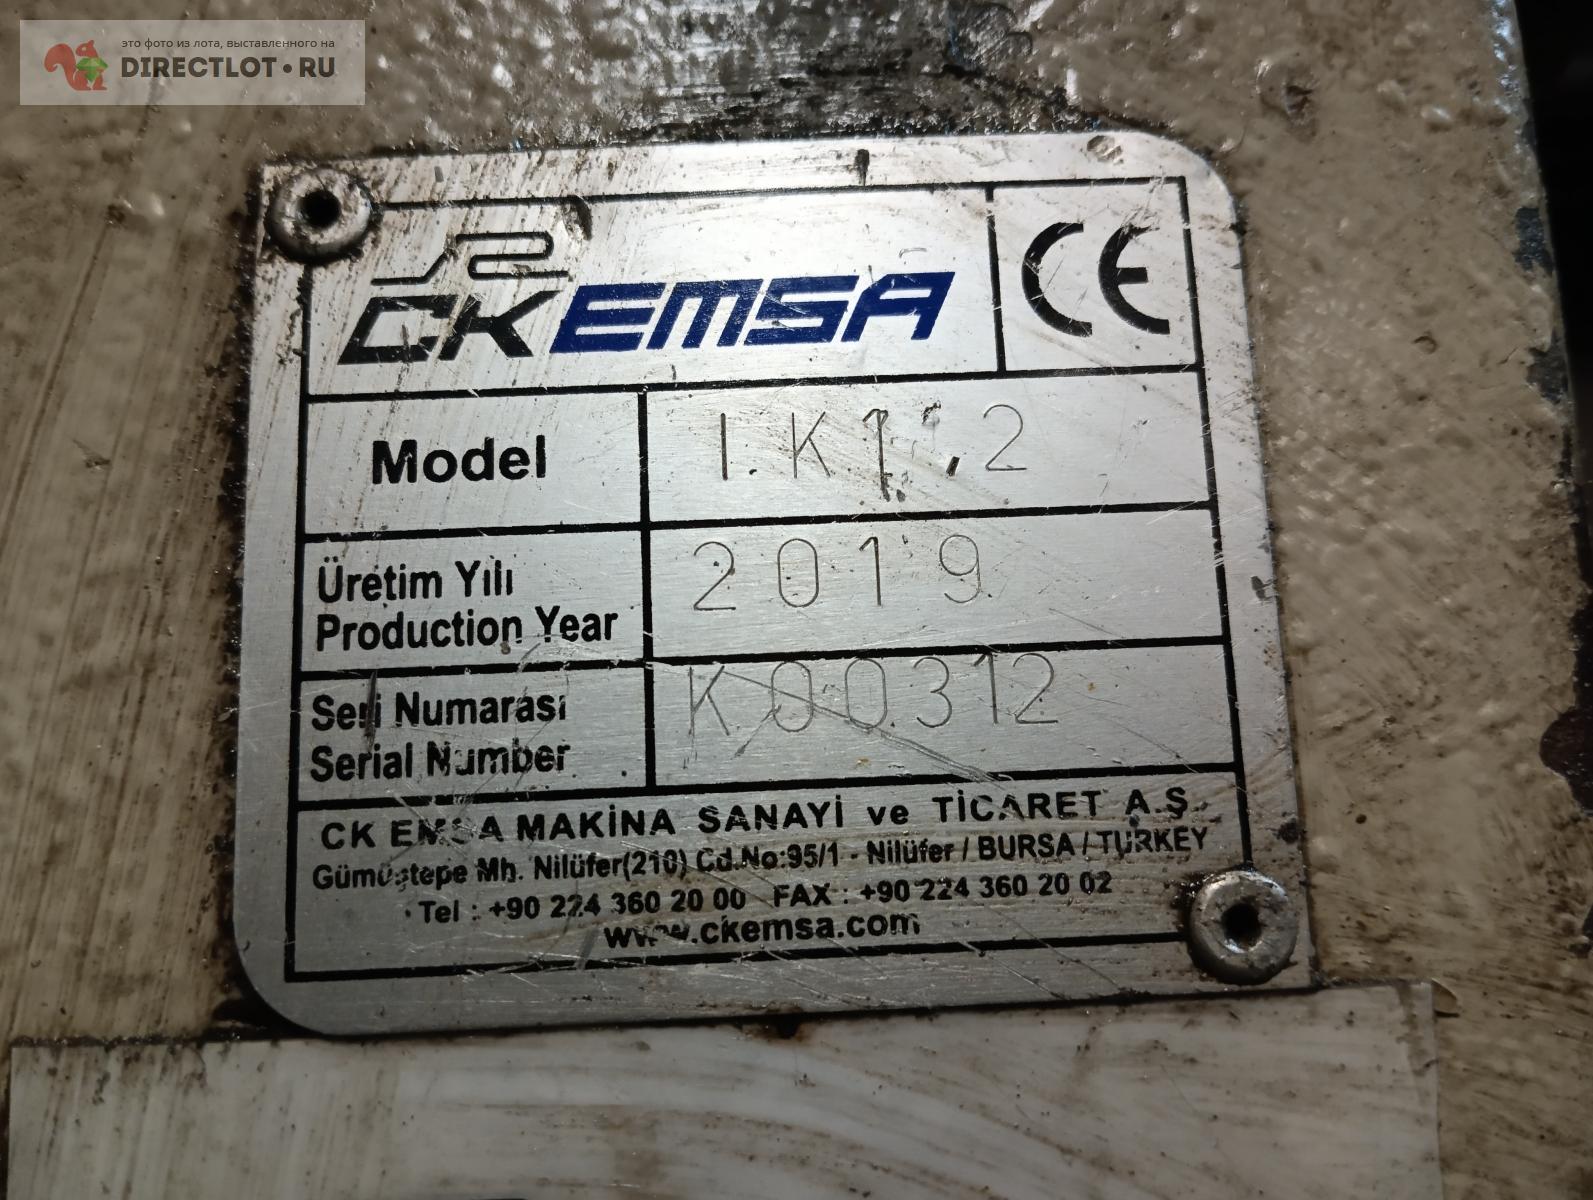 это фото из лота, выставленного на
DIRECTLOT.RU
CKEMSA CE
Model
Üretim Yılı 2019
Production Year
Seri Numarası K00312
Serial Number
CK EMSA MAKİNA SANAYİ ve TİCARET A.Ş.
Gümüştepe Mh. Nilüfer(210) Cd.No:95/1 - Nilüfer / BURSA / TURKEY
Tel : +90 224 360 20 00 FAX : +90 224 360 20 02
www.ckemsa.com